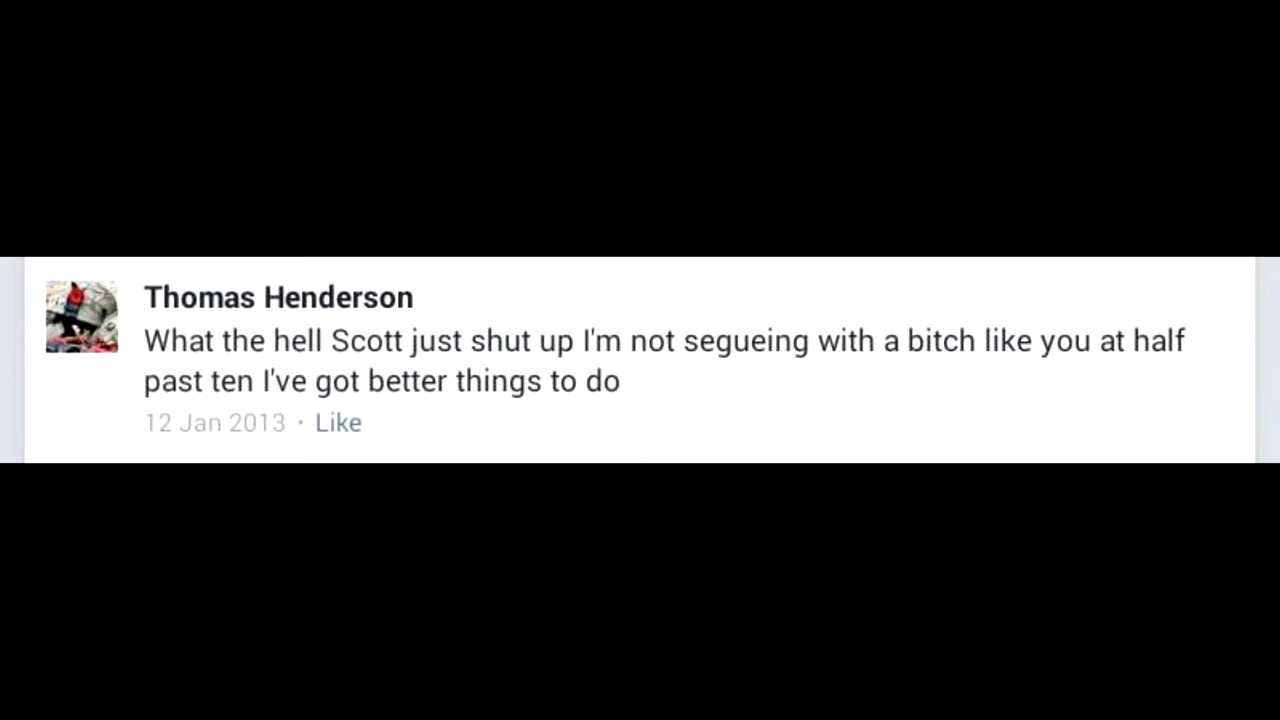 Thomas Henderson
What the hell Scott just shut up I'm not segueing with a bitch like you at half
past ten I've got better things to do
12 Jan 2013 · Like